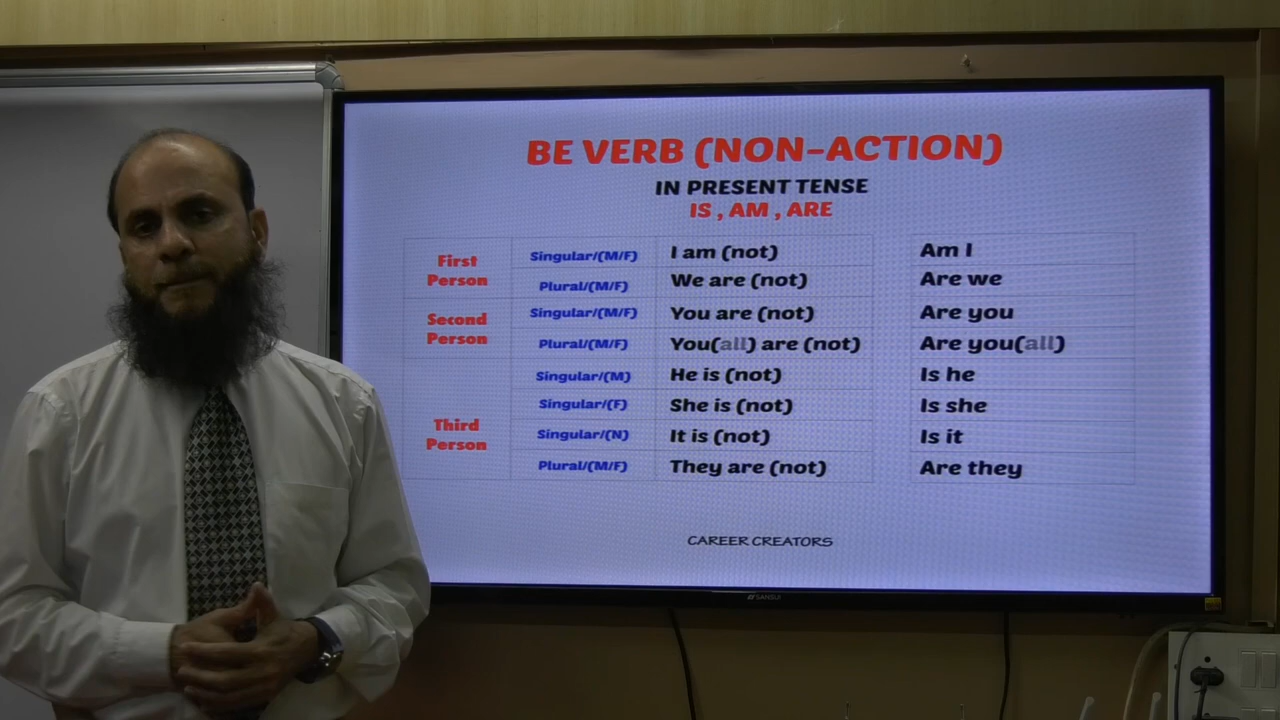 BE VERB (NON-ACTION)
IN PRESENT TENSE
IS , AM , ARE
First Person
Singular/(M/F) I am (not) Am I
Plural/(M/F) We are (not) Are we
Second Person
Singular/(M/F) You are (not) Are you
Plural/(M/F) You(all) are (not) Are you(all)
Third Person
Singular/(M) He is (not) Is he
Singular/(F) She is (not) Is she
Singular/(N) It is (not) Is it
Plural/(M/F) They are (not) Are they
CAREER CREATORS
SANSUI